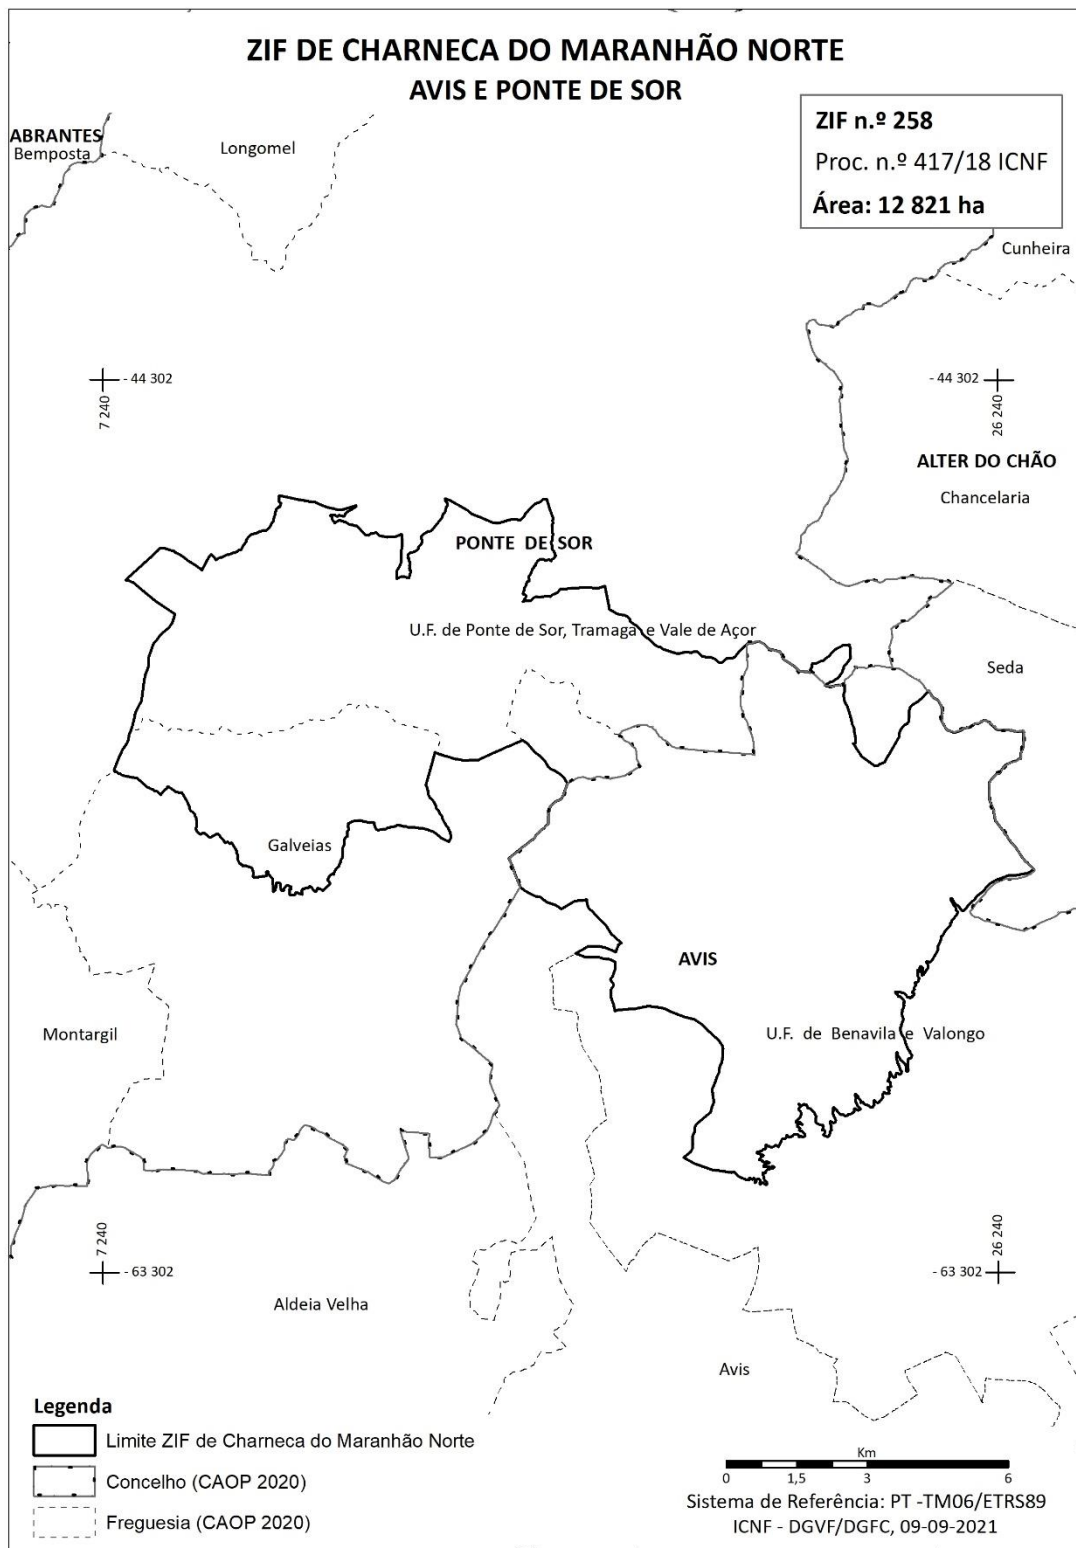 ZIF DE CHARNECA DO MARANHÃO NORTE
AVIS E PONTE DE SOR
ZIF n.º 258
Proc. n.º 417/18 ICNF
Área: 12 821 ha
ABRANTES
Bemposta
Longomel
Cunheira
- 44 302
7 240
- 44 302
26 240
ALTER DO CHÃO
Chancelaria
PONTE DE SOR
U.F. de Ponte de Sor, Tramaga e Vale de Açor
Seda
Galveias
AVIS
Montargil
U.F. de Benavila e Valongo
7 240
- 63 302
26 240
- 63 302
Aldeia Velha
Avis
Legenda
Limite ZIF de Charneca do Maranhão Norte
Concelho (CAOP 2020)
Freguesia (CAOP 2020)
Km
0 1,5 3 6
Sistema de Referência: PT -TM06/ETRS89
ICNF - DGVF/DGFC, 09-09-2021